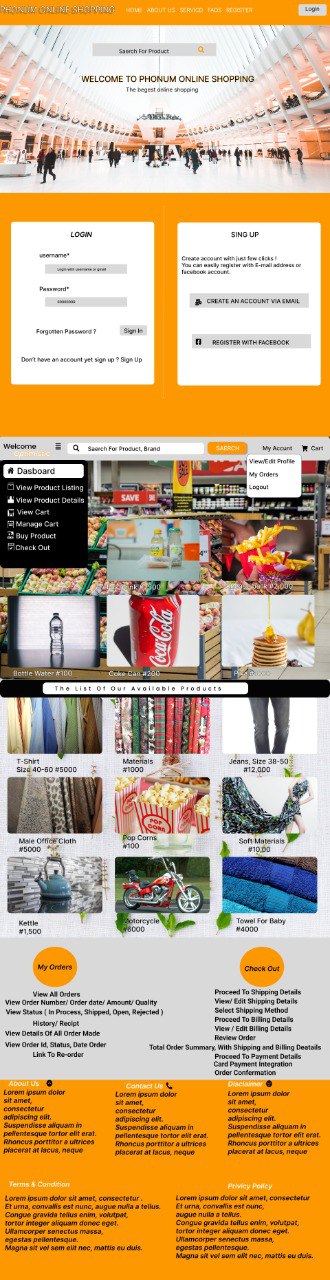 PHONUM ONLINE SHOPPING
HOME ABOUT US SERVICD FAQS REGISTER
Login
Search For Product
WELCOME TO PHONUM ONLINE SHOPPING
The begest online shopping
LOGIN
username*
Login with username or gmail
Password*
Forgotten Password ?
Sign In
Don't have an account yet sign up ? Sign Up
SING UP
Create account with just few clicks !
You can easily register with E-mail address or
facebook account.
CREATE AN ACCOUNT VIA EMAIL
REGISTER WITH FACEBOOK
Welcome
Search For Product, Brand
SAERCH
My Account
Cart
View/Edit Profile
My Orders
Logout
Dasboard
View Product Listing
View Product Details
View Cart
Manage Cart
Buy Product
Check Out
SAVE
Bottle Water #100
Coca-Cola
Coke Can #200
The List Of Our Available Products
T-Shirt
Size 40-60 #5000
Materials
#1000
Jeans, Size 38-50
#12,000
Male Office Cloth
#5000
POP CORN
POP CORN
Pop Corns
#100
Soft Materials
#10,00
Kettle
#1,500
Motorcycle
#6000
Towel For Baby
#4000
My Orders
View All Orders
View Order Number/ Order date/ Amount/ Quality
View Status ( In Process, Shipped, Open, Rejected )
History/ Recipt
View Details Of All Order Made
View Order Id, Status, Date Order
Link To Re-order
Check Out
Proceed To Shipping Details
View/ Edit Shipping Details
Select Shipping Method
Proceed To Billing Details
View / Edit Billing Details
Review Order
Total Order Summary, With Shipping and Billing Deatails
Proceed To Payment Details
Card Payment Integration
Order Confermation
About Us
Lorem ipsum dolor
sit amet,
consectetur
adipiscing elit.
Suspendisse aliquam in
pellentesque tortor elit erat.
Rhoncus porttitor a ultrices
placerat at lacus, neque
Contact Us
Lorem ipsum dolor
sit amet,
consectetur
adipiscing elit.
Suspendisse aliquam in
pellentesque tortor elit erat.
Rhoncus porttitor a ultrices
placerat at lacus, neque
Disclaimer
Lorem ipsum dolor
sit amet,
consectetur
adipiscing elit.
Suspendisse aliquam in
pellentesque tortor elit erat.
Rhoncus porttitor a ultrices
placerat at lacus, neque
Terms & Condition
Lorem ipsum dolor sit amet, consectetur .
Et urna, convallis est nunc, augue nulla a tellus.
Congue gravida tellus enim, volutpat,
tortor integer aliquam donec eget.
Ullamcorper senectus massa,
egestas pellentesque.
Magna sit vel sem elit nec, mattis eu duis.
Privicy Policy
Lorem ipsum dolor sit amet, consectetur .
Et urna, convallis est nunc,
augue nulla a tellus.
Congue gravida tellus enim, volutpat,
tortor integer aliquam donec eget.
Ullamcorper senectus massa,
egestas pellentesque.
Magna sit vel sem elit nec, mattis eu duis.